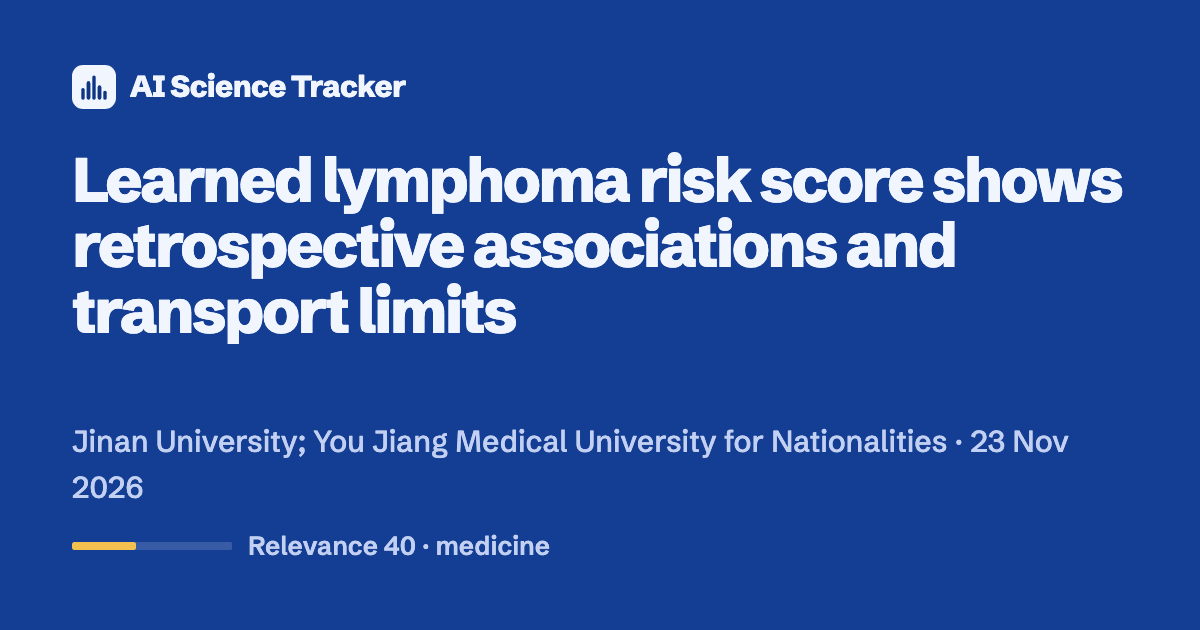 AI Science Tracker
Learned lymphoma risk score shows
retrospective associations and
transport limits
Jinan University; You Jiang Medical University for Nationalities · 23 Nov
2026
Relevance 40 · medicine